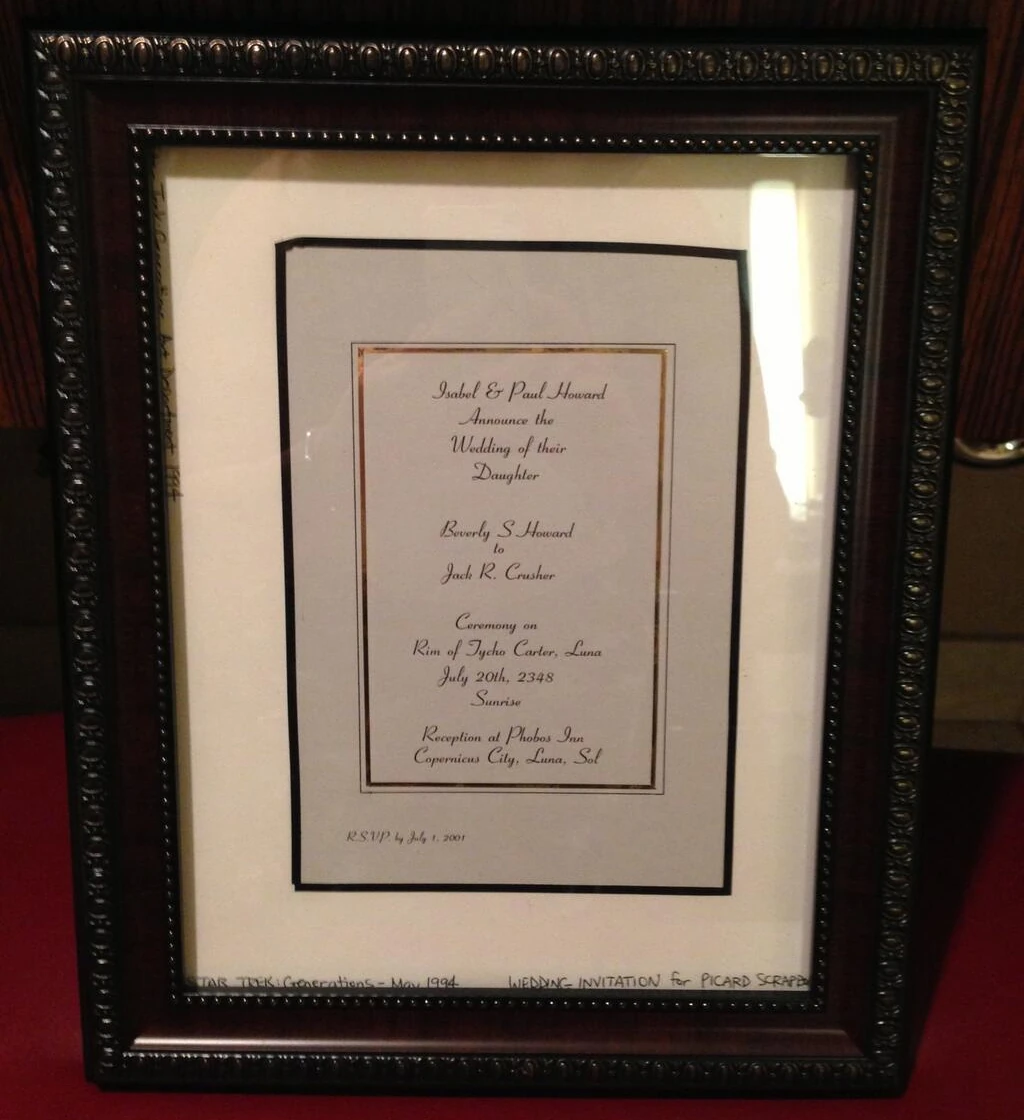 Isabel & Paul Howard
Announce the
Wedding of their
Daughter
Beverly S Howard
to
Jack R. Crusher
Ceremony on
Rim of Tycho Carter, Luna
July 20th, 2348
Sunrise
Reception at Phobos Inn
Copernicus City, Luna, Sol
R.S.V.P. by July 1, 2001
STAR TREK: Generations - May 1994 WEDDING INVITATION for PICARD
1994